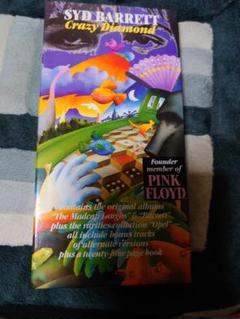 SYD BARRETT
Crazy Diamond
Founder
member of
PINK
FLOYD
contains the original albums
"The Madcap Laughs" & "Barrett"
plus the rarities collection "Opel"
all include bonus tracks
of alternate versions
plus a twenty-four page book